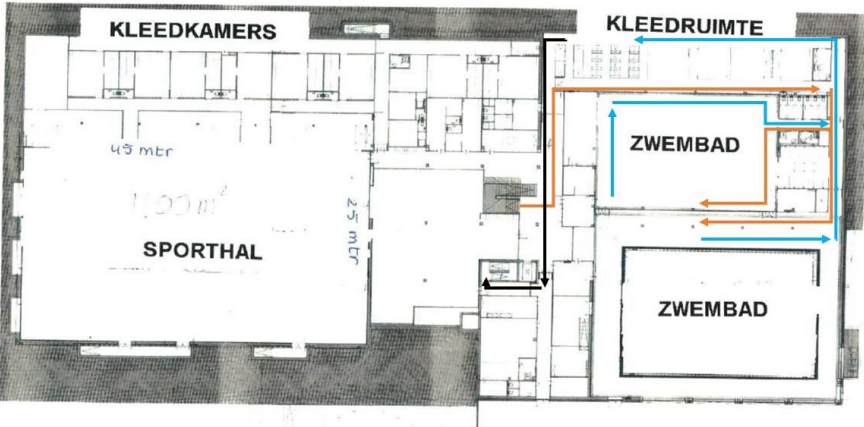 KLEEDKAMERS
KLEEDRUIMTE
45 mtr
ZWEMBAD
25 mtr
SPORTHAL
ZWEMBAD